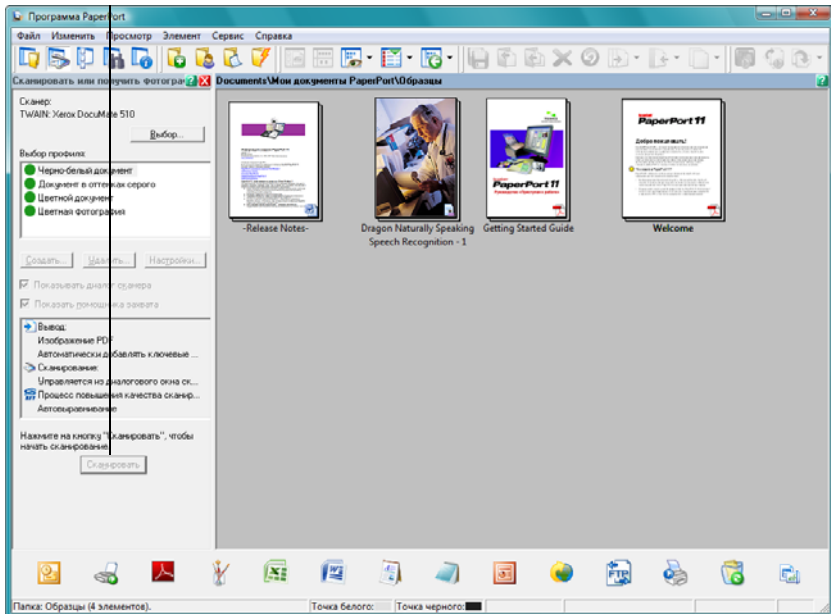 Программа PaperPort
Файл Изменить Просмотр Элемент Сервис Справка
Сканировать или получить фотограф
Documents\Мои документы PaperPort\Образцы
Сканер:
TWAIN: Xerox DocuMate 510
Выбор...
Выбор профиля:
Черно-белый документ
Документ в оттенках серого
Цветной документ
Цветная фотография
Создать... Удалить... Настройки...
Показывать диалог сканера
Показать помощника захвата
Вывод:
Изображение PDF
Автоматически добавлять ключевые ...
Сканирование:
Управляется из диалогового окна ск...
Процесс повышения качества сканир...
Автовыравнивание
Нажмите на кнопку "Сканировать", чтобы
начать сканирование.
Сканировать
PaperPort 11
PaperPort 11
Добро пожаловать!
-Release Notes-
Dragon Naturally Speaking
Speech Recognition - 1
Getting Started Guide
Welcome
FTP
Папка: Образцы (4 элементов).
Точка белого:
Точка черного: